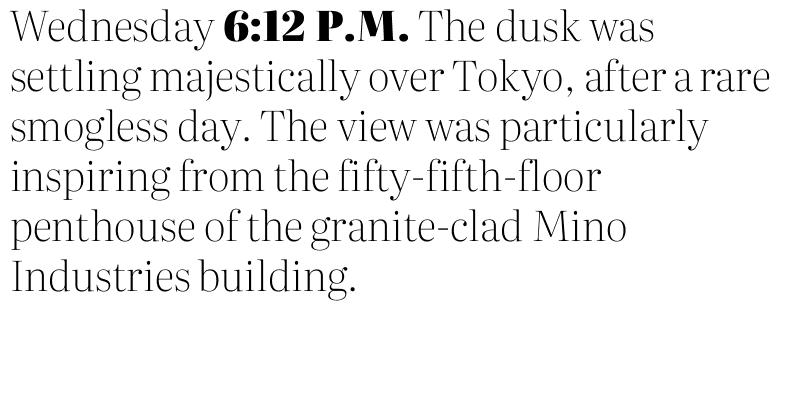 Wednesday 6:12 P.M. The dusk was
settling majestically over Tokyo, after a rare
smogless day. The view was particularly
inspiring from the fifty-fifth-floor
penthouse of the granite-clad Mino
Industries building.